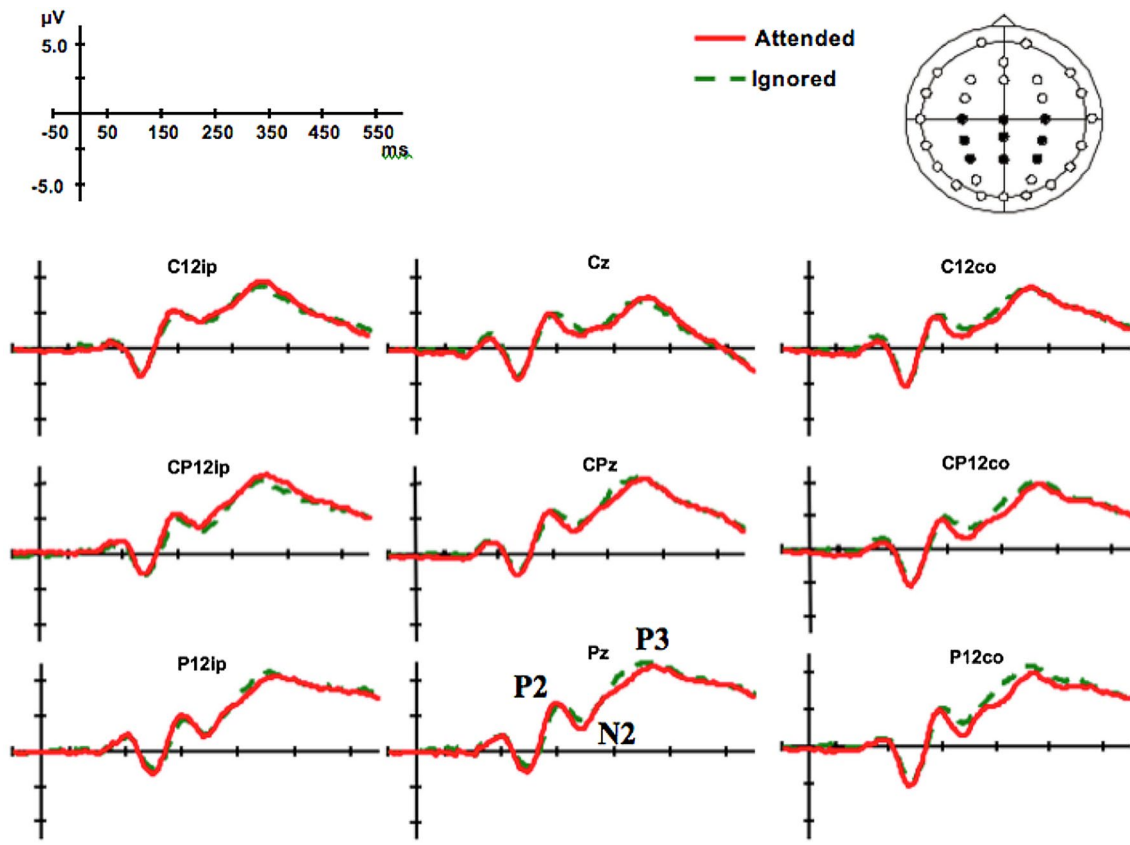 µV
5.0
-50 50 150 250 350 450 550
ms
-5.0
Attended
Ignored
C12ip Cz C12co
CP12ip CPz CP12co
P12ip Pz P3 P12co
P2
N2